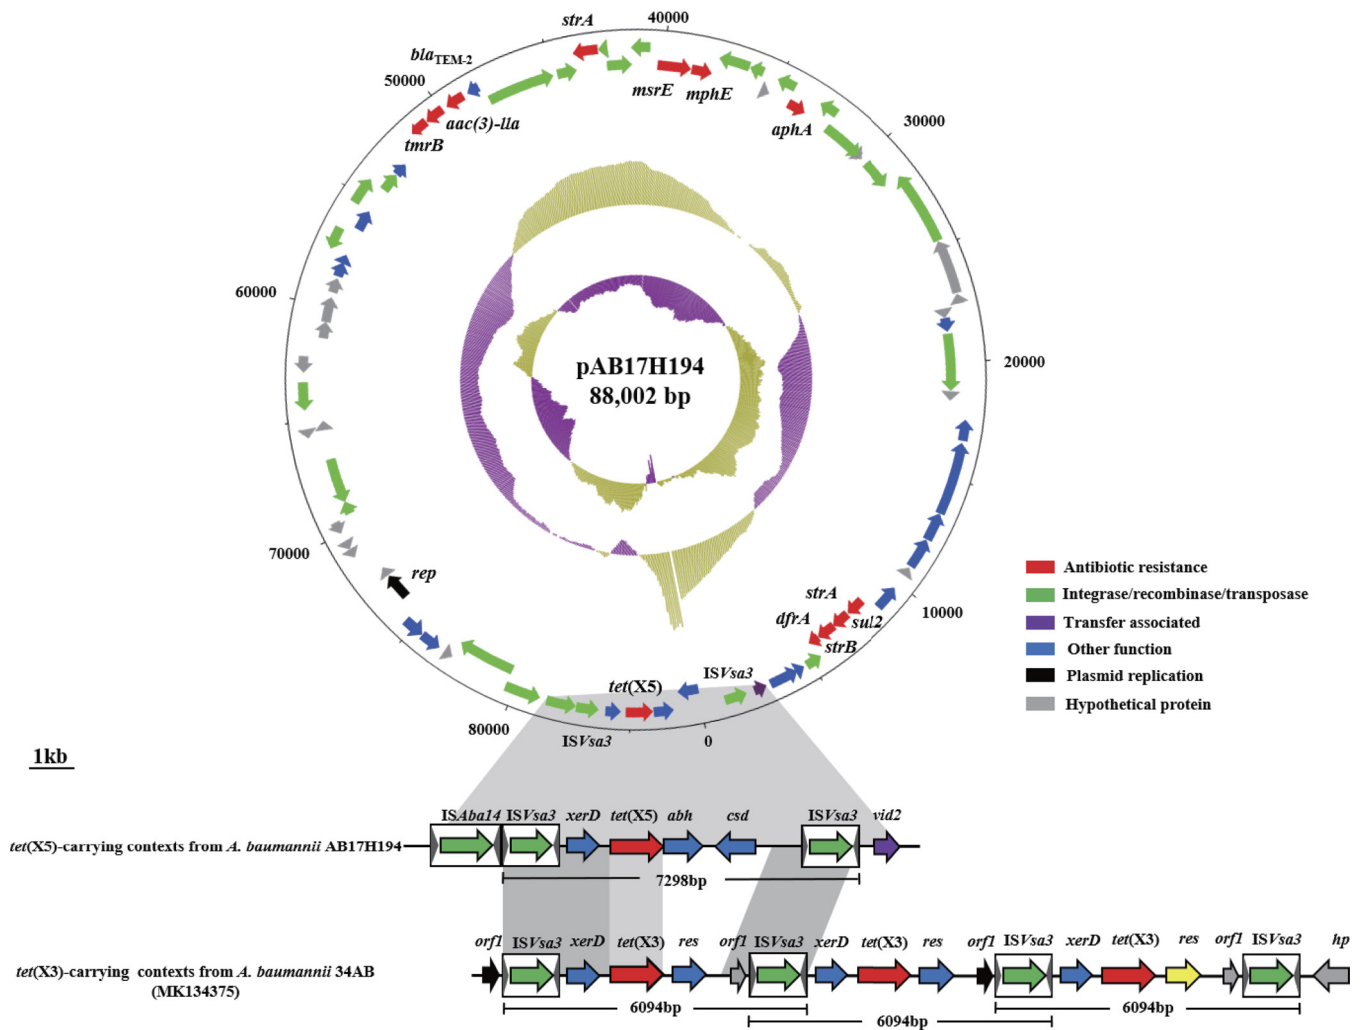 40000
strA
blaTEM-2
50000
msrE mphE
aac(3)-lla
aphA
tmrB
30000
60000
20000
pAB17H194
88,002 bp
70000
rep
10000
strA
dfrA sul2
strB
ISVsa3
tet(X5)
80000
ISVsa3
0
Antibiotic resistance
Integrase/recombinase/transposase
Transfer associated
Other function
Plasmid replication
Hypothetical protein
1kb
ISAba14 ISVsa3 xerD tet(X5) abh csd ISVsa3 vid2
tet(X5)-carrying contexts from A. baumannii AB17H194
7298bp
orf1 ISVsa3 xerD tet(X3) res orf1 ISVsa3 xerD tet(X3) res orf1 ISVsa3 xerD tet(X3) res orf1 ISVsa3 hp
tet(X3)-carrying contexts from A. baumannii 34AB
(MK134375)
6094bp 6094bp
6094bp